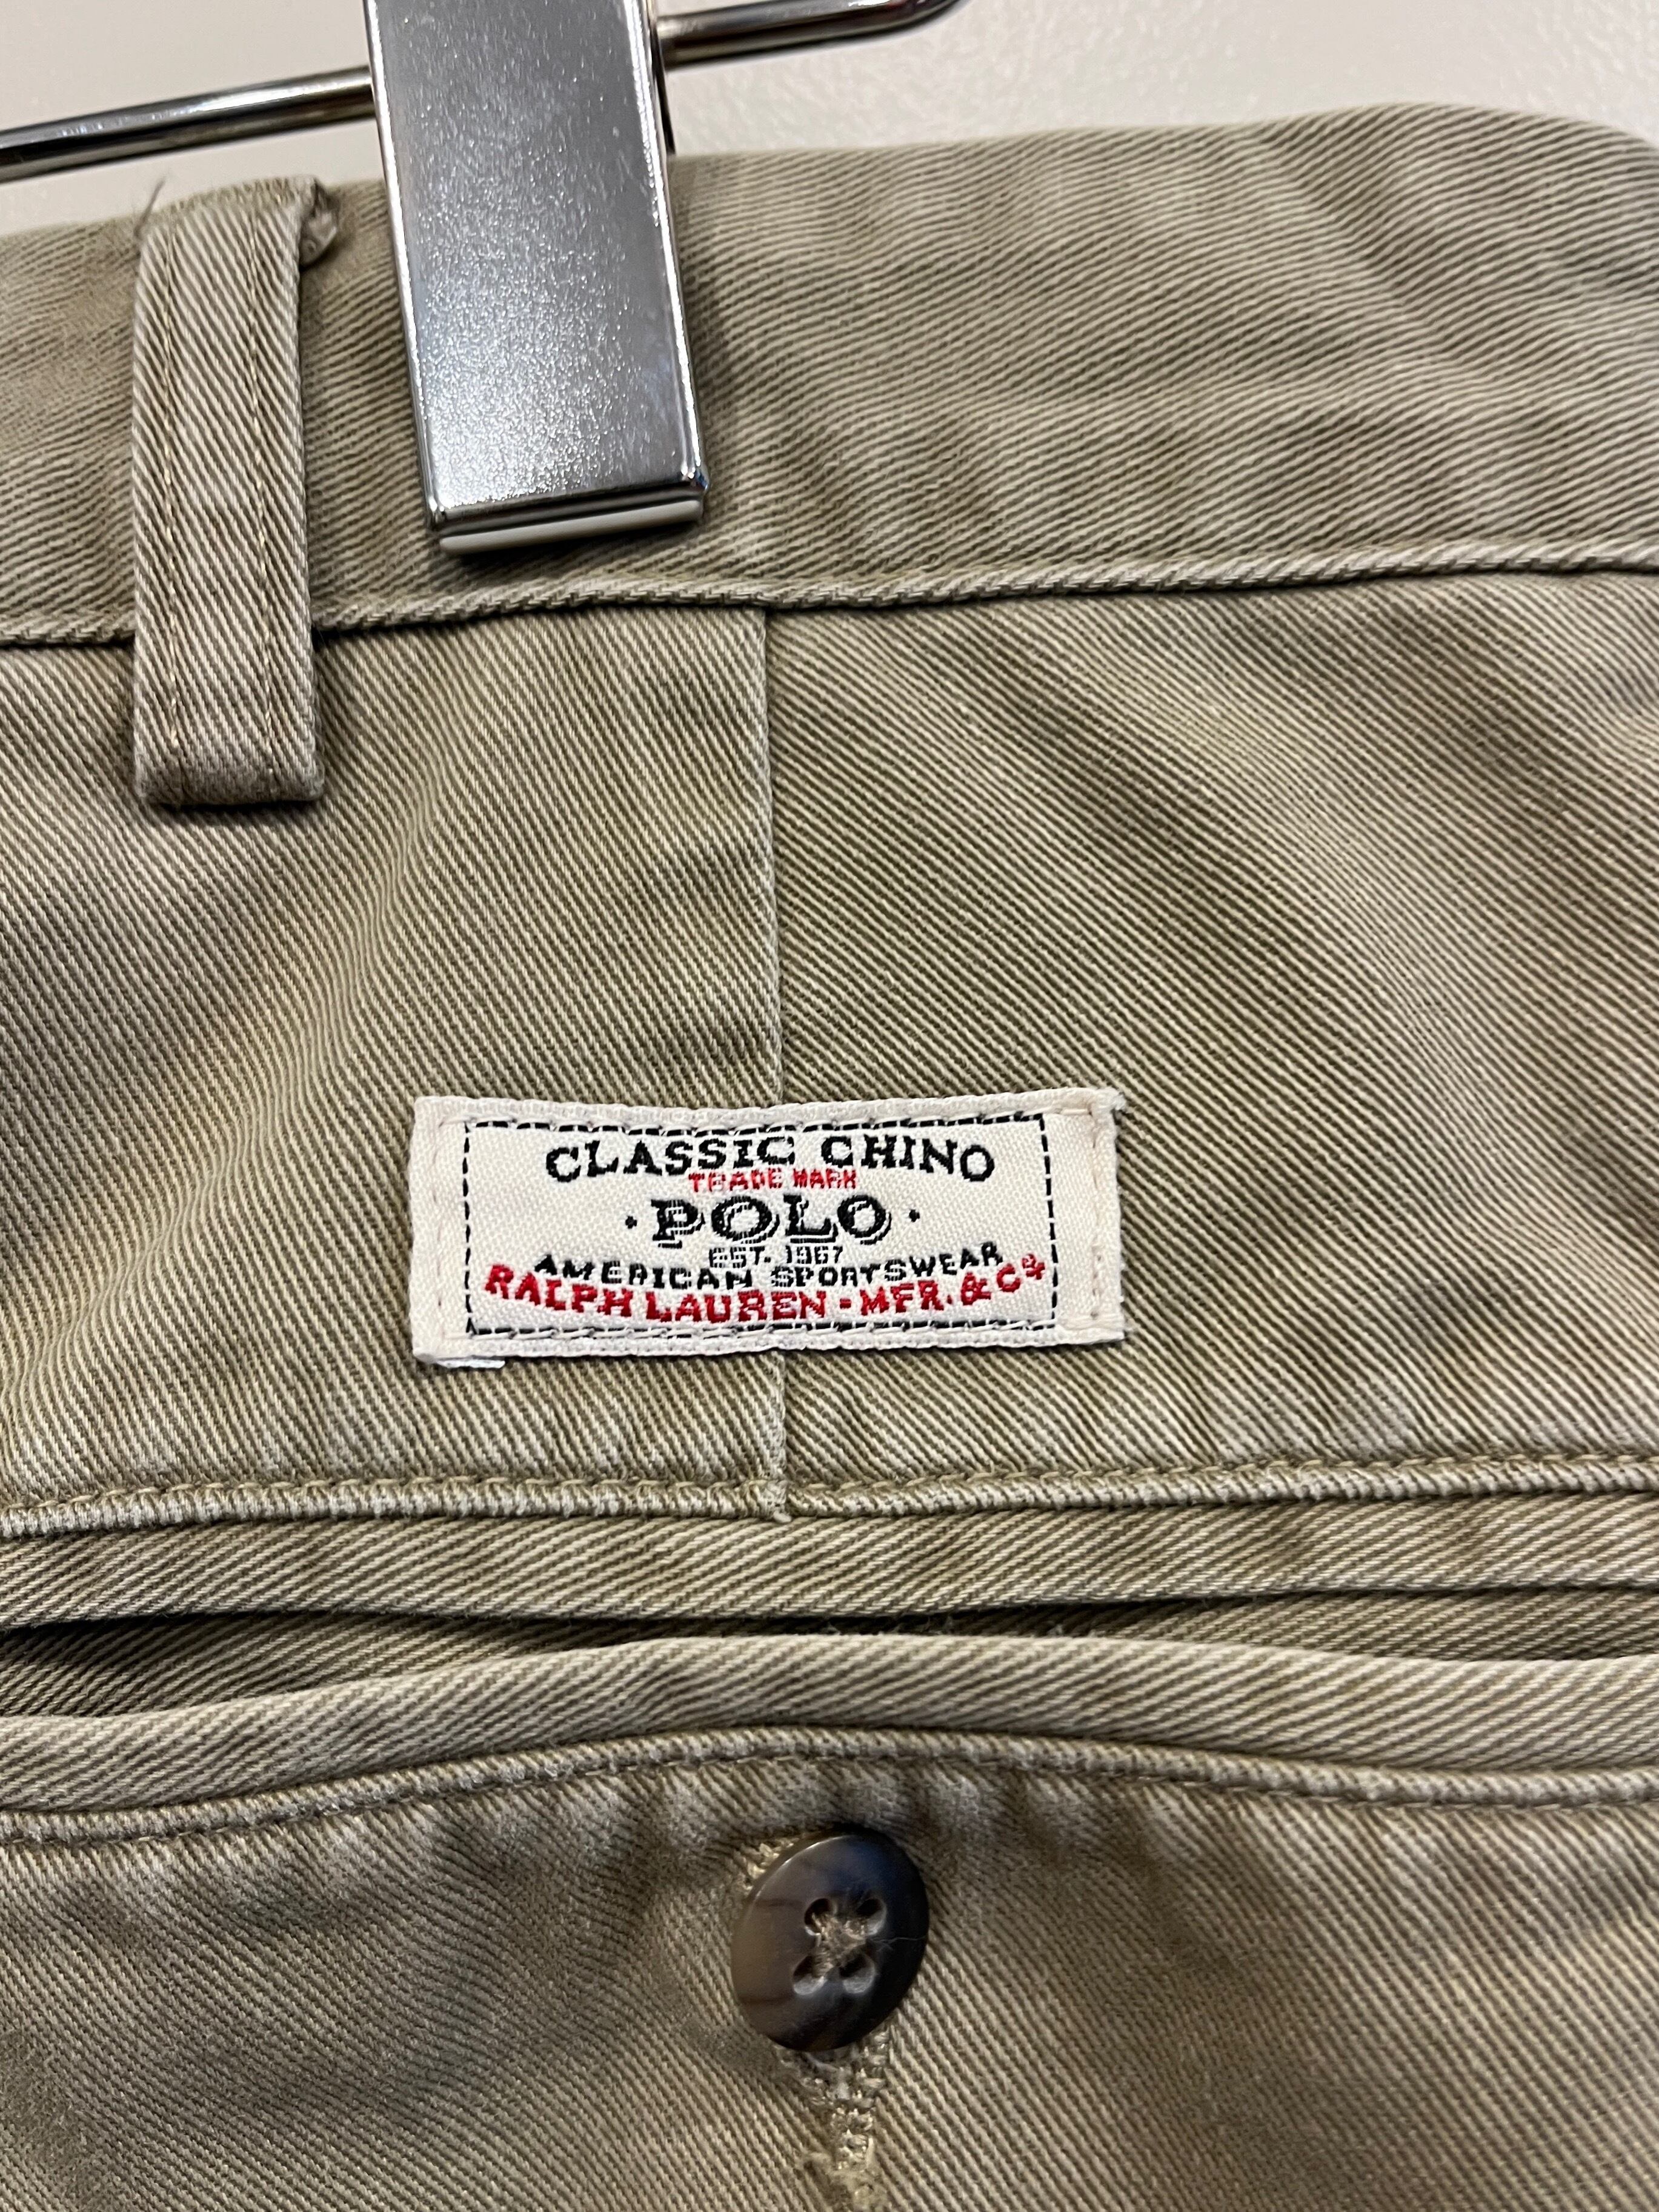 CLASSIC CHINO
TRADE MARK
· POLO ·
EST. 1967
AMERICAN SPORTSWEAR
RALPH LAUREN · MFR. & Cº